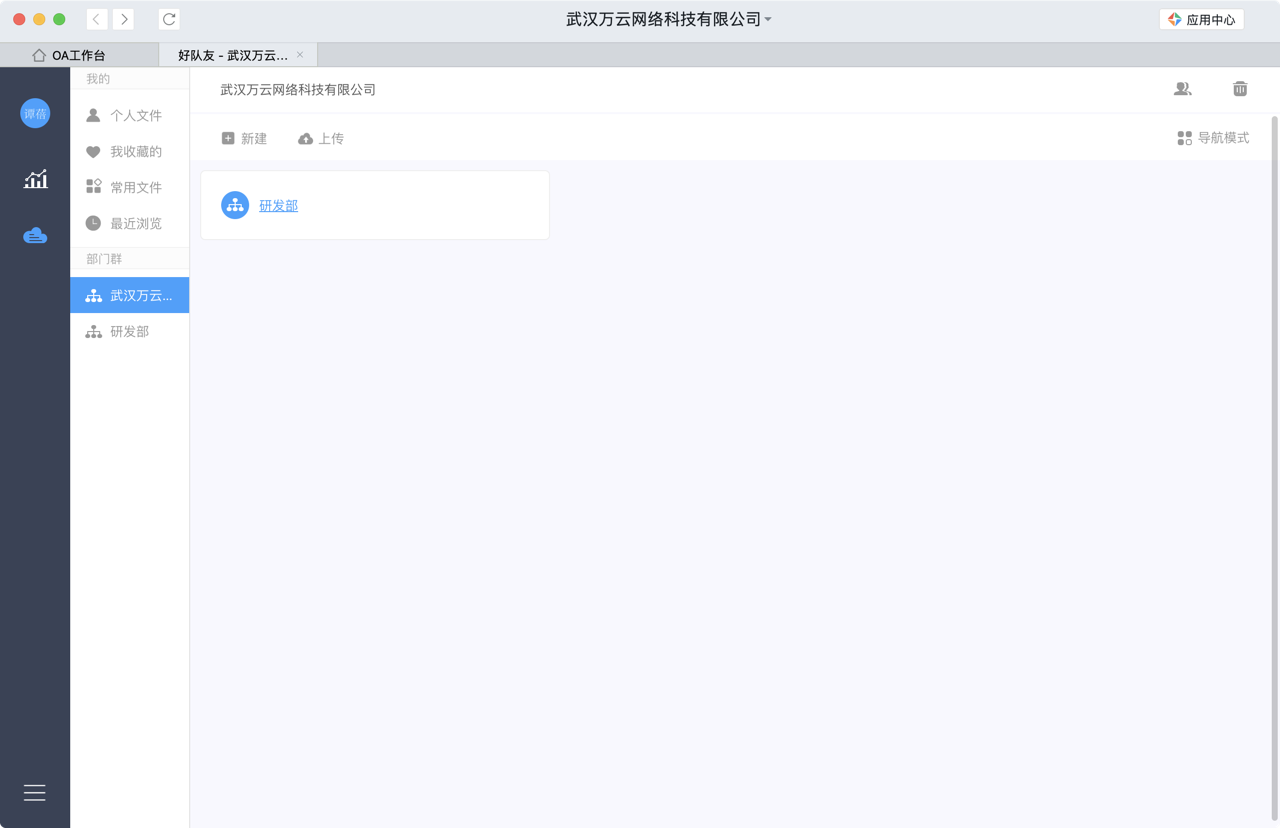 武汉万云网络科技有限公司
应用中心
OA工作台
好队友 - 武汉万云...
谭蓓
我的
个人文件
我收藏的
常用文件
最近浏览
部门群
武汉万云...
研发部
武汉万云网络科技有限公司
新建
上传
导航模式
研发部